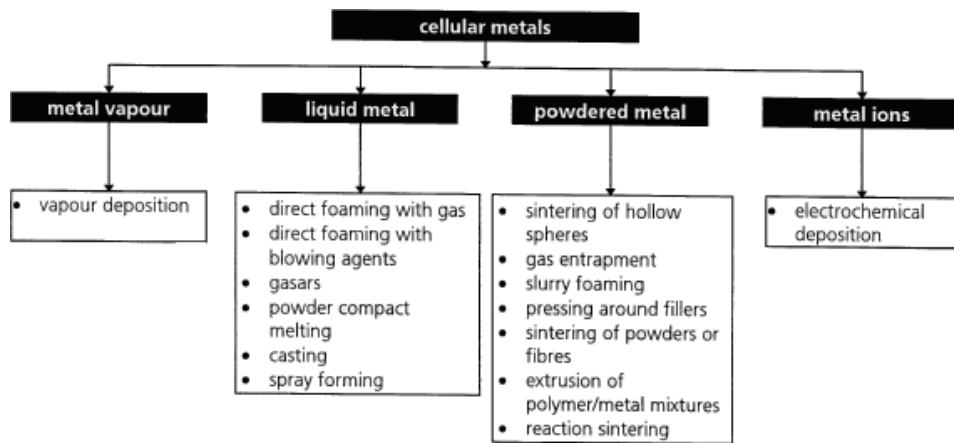 cellular metals
metal vapour
liquid metal
powdered metal
metal ions
• vapour deposition
• direct foaming with gas
• direct foaming with
blowing agents
• gasars
• powder compact
melting
• casting
• spray forming
• sintering of hollow
spheres
• gas entrapment
• slurry foaming
• pressing around fillers
• sintering of powders or
fibres
• extrusion of
polymer/metal mixtures
• reaction sintering
• electrochemical
deposition